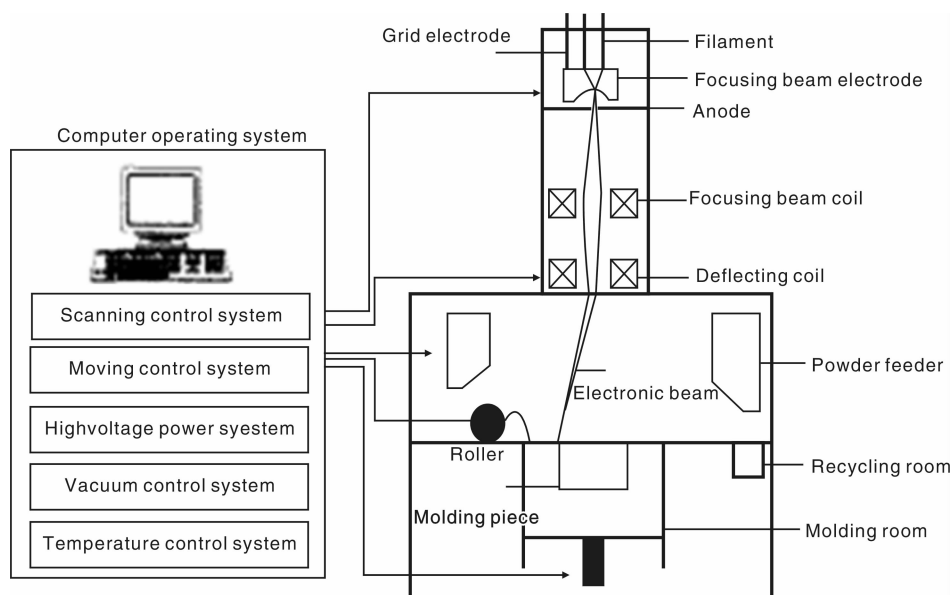 Grid electrode
Filament
Focusing beam electrode
Anode
Computer operating system
Focusing beam coil
Deflecting coil
Scanning control system
Moving control system
Powder feeder
Electronic beam
Highvoltage power syestem
Roller
Recycling room
Vacuum control system
Molding piece
Molding room
Temperature control system